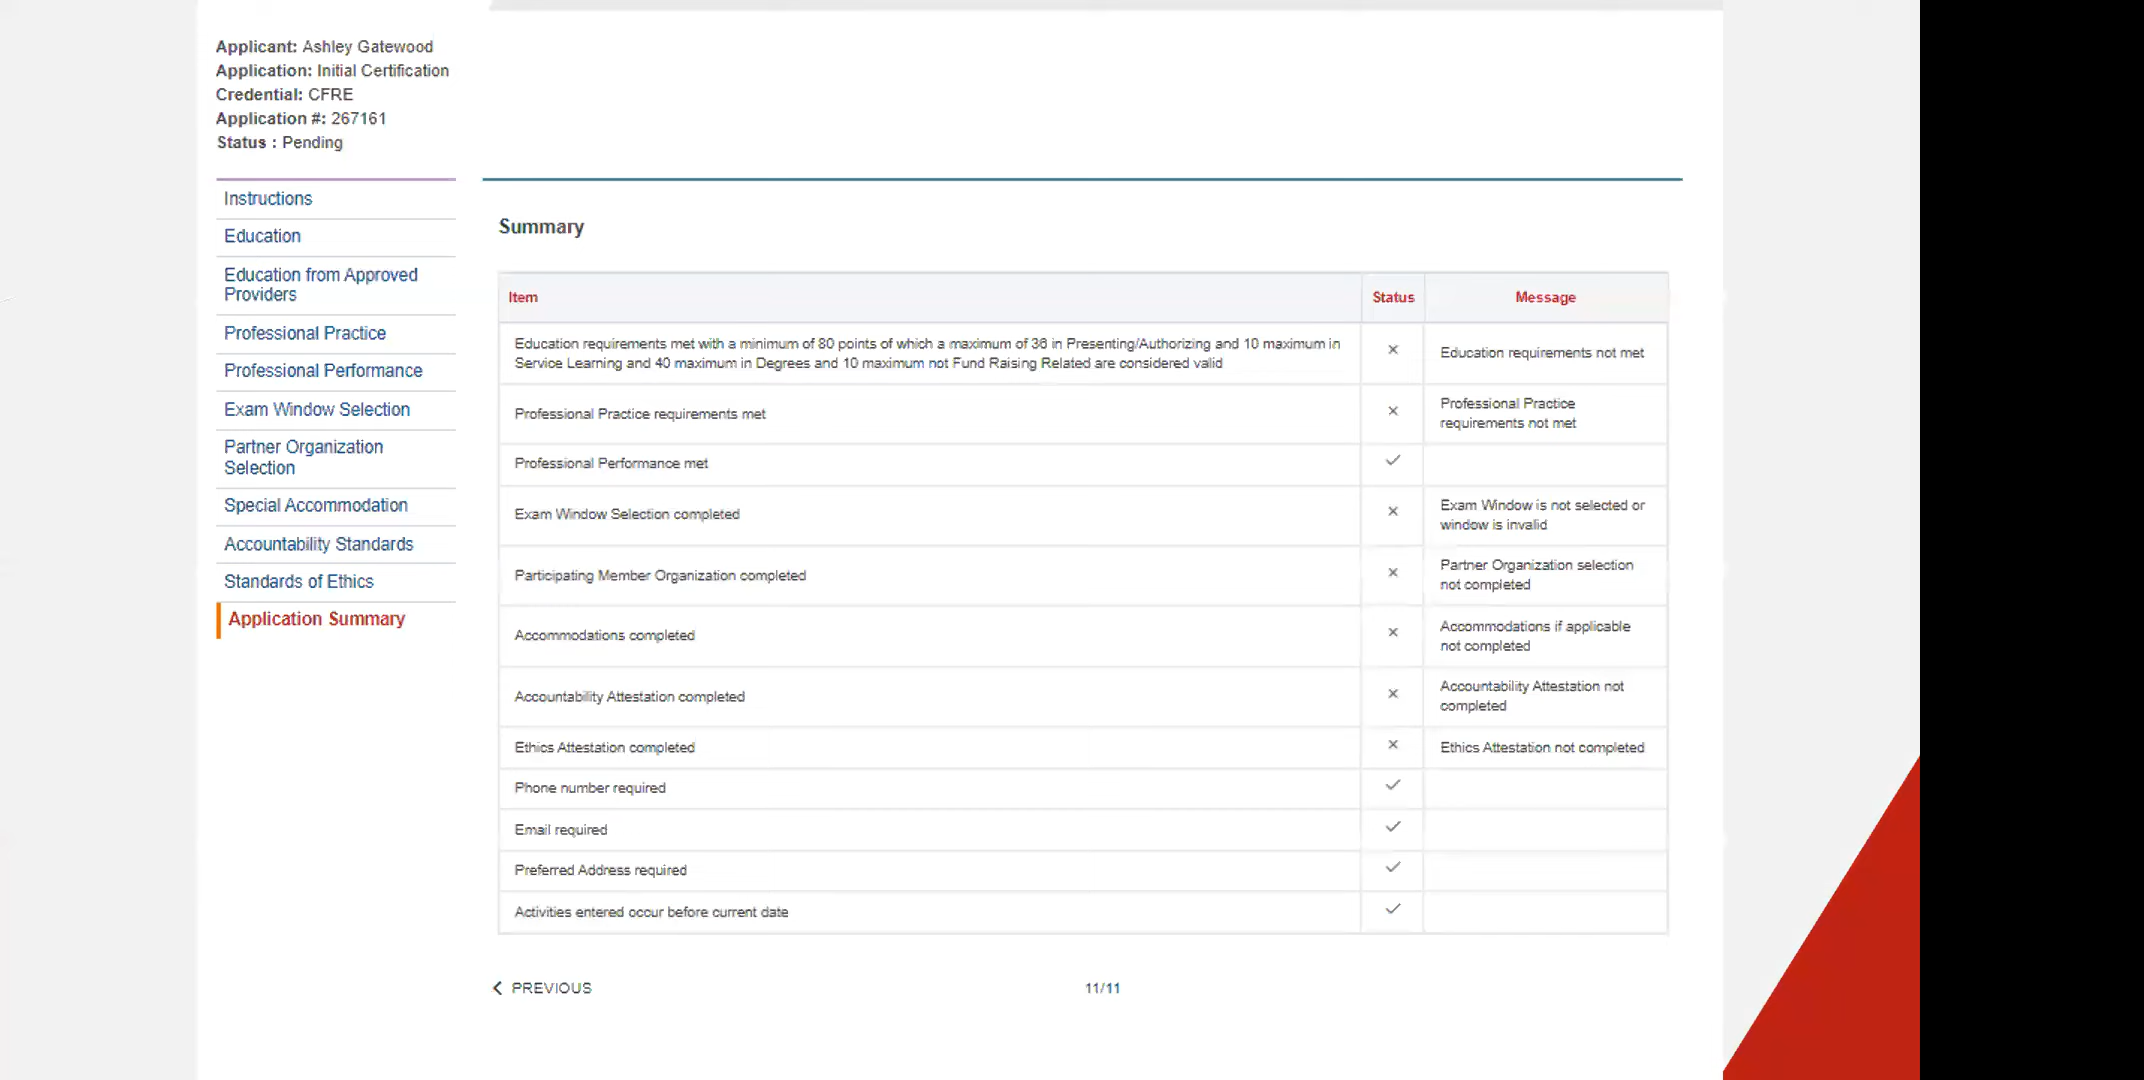 Applicant: Ashley Gatewood
Application: Initial Certification
Credential: CFRE
Application #: 267161
Status : Pending
Instructions
Education
Education from Approved
Providers
Professional Practice
Professional Performance
Exam Window Selection
Partner Organization
Selection
Special Accommodation
Accountability Standards
Standards of Ethics
Application Summary
Summary
Item Status Message
Education requirements met with a minimum of 80 points of which a maximum of 36 in Presenting/Authorizing and 10 maximum in
Service Learning and 40 maximum in Degrees and 10 maximum not Fund Raising Related are considered valid
× Education requirements not met
Professional Practice requirements met × Professional Practice
requirements not met
Professional Performance met ✓
Exam Window Selection completed × Exam Window is not selected or
window is invalid
Participating Member Organization completed × Partner Organization selection
not completed
Accommodations completed × Accommodations if applicable
not completed
Accountability Attestation completed × Accountability Attestation not
completed
Ethics Attestation completed × Ethics Attestation not completed
Phone number required ✓
Email required ✓
Preferred Address required ✓
Activities entered occur before current date ✓
PREVIOUS 11/11